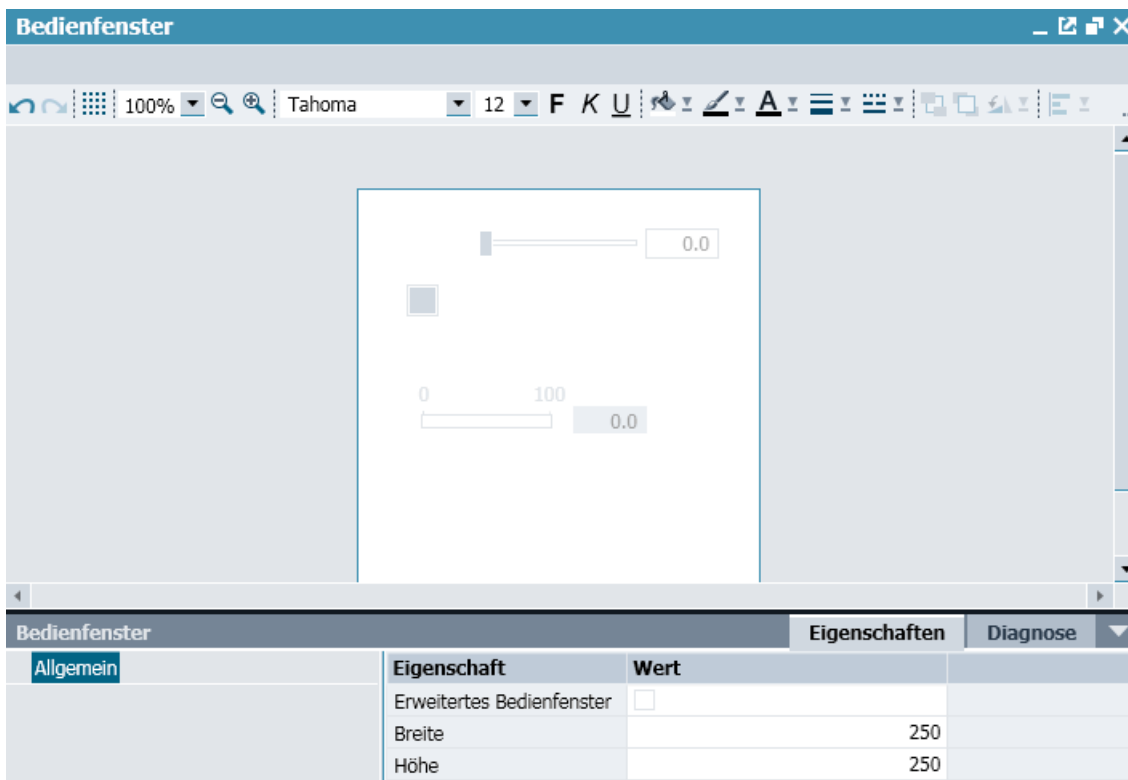 Bedienfenster
100% Tahoma 12 F K U A
0.0
0 100
0.0
Bedienfenster Eigenschaften Diagnose
Allgemein Eigenschaft Wert
Erweitertes Bedienfenster
Breite 250
Höhe 250